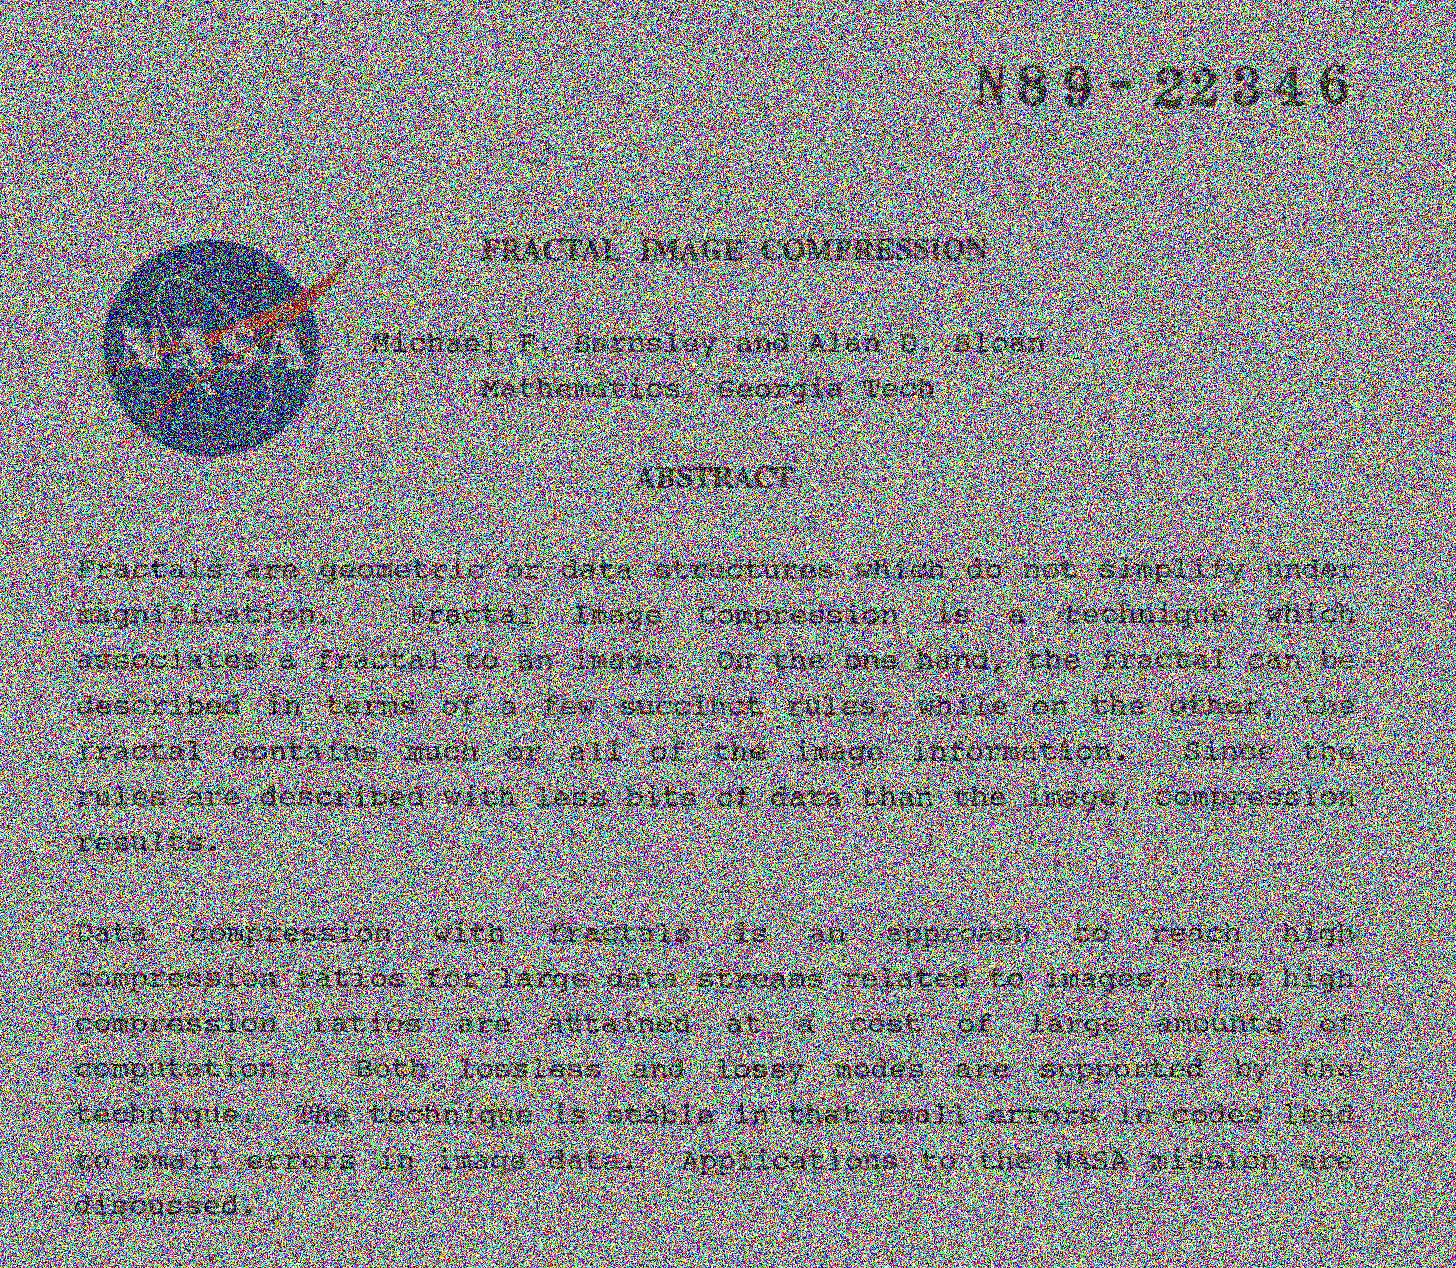 N89-22346
FRACTAL IMAGE COMPRESSION
NASA
Michael F. Barnsley and Alan D. Sloan
Mathematics, Georgia Tech
ABSTRACT
Fractals are geometric or data structures which do not simplify under
magnification. Fractal Image Compression is a technique which
associates a fractal to an image. On the one hand, the fractal can be
described in terms of a few succinct rules, while on the other, the
fractal contains much or all of the image information. Since the
rules are described with less bits of data than the image, compression
results.
Data compression with fractals is an approach to reach high
compression ratios for large data streams related to images. The high
compression ratios are attained at a cost of large amounts of
computation. Both lossless and lossy modes are supported by the
technique. The technique is stable in that small errors in codes lead
to small errors in image data. Applications to the NASA mission are
discussed.